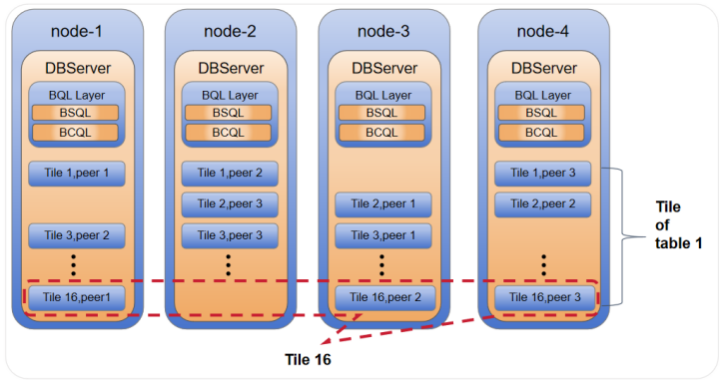 node-1
DBServer
BQL Layer
BSQL
BCQL
Tile 1,peer 1
Tile 3,peer 2
Tile 16,peer1
node-2
DBServer
BQL Layer
BSQL
BCQL
Tile 1,peer 2
Tile 2,peer 3
Tile 3,peer 3
node-3
DBServer
BQL Layer
BSQL
BCQL
Tile 2,peer 1
Tile 3,peer 1
Tile 16,peer 2
node-4
DBServer
BQL Layer
BSQL
BCQL
Tile 1,peer 3
Tile 2,peer 2
Tile 16,peer 3
Tile
of
table 1
Tile 16